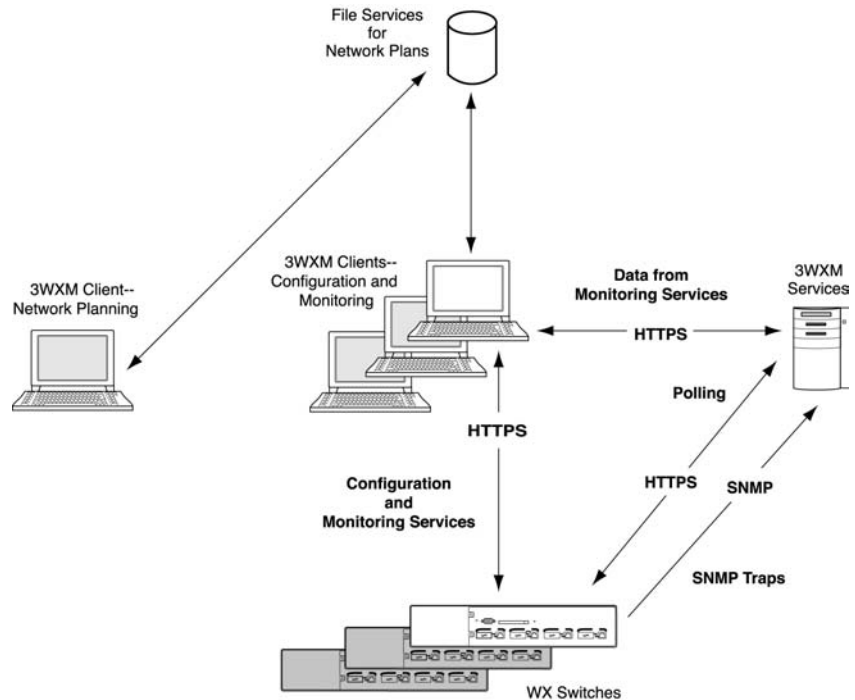 File Services
for
Network Plans
3WXM Client--
Network Planning
3WXM Clients--
Configuration and
Monitoring
Data from
Monitoring Services
HTTPS
3WXM
Services
Polling
HTTPS
SNMP
HTTPS
Configuration
and
Monitoring Services
SNMP Traps
WX Switches